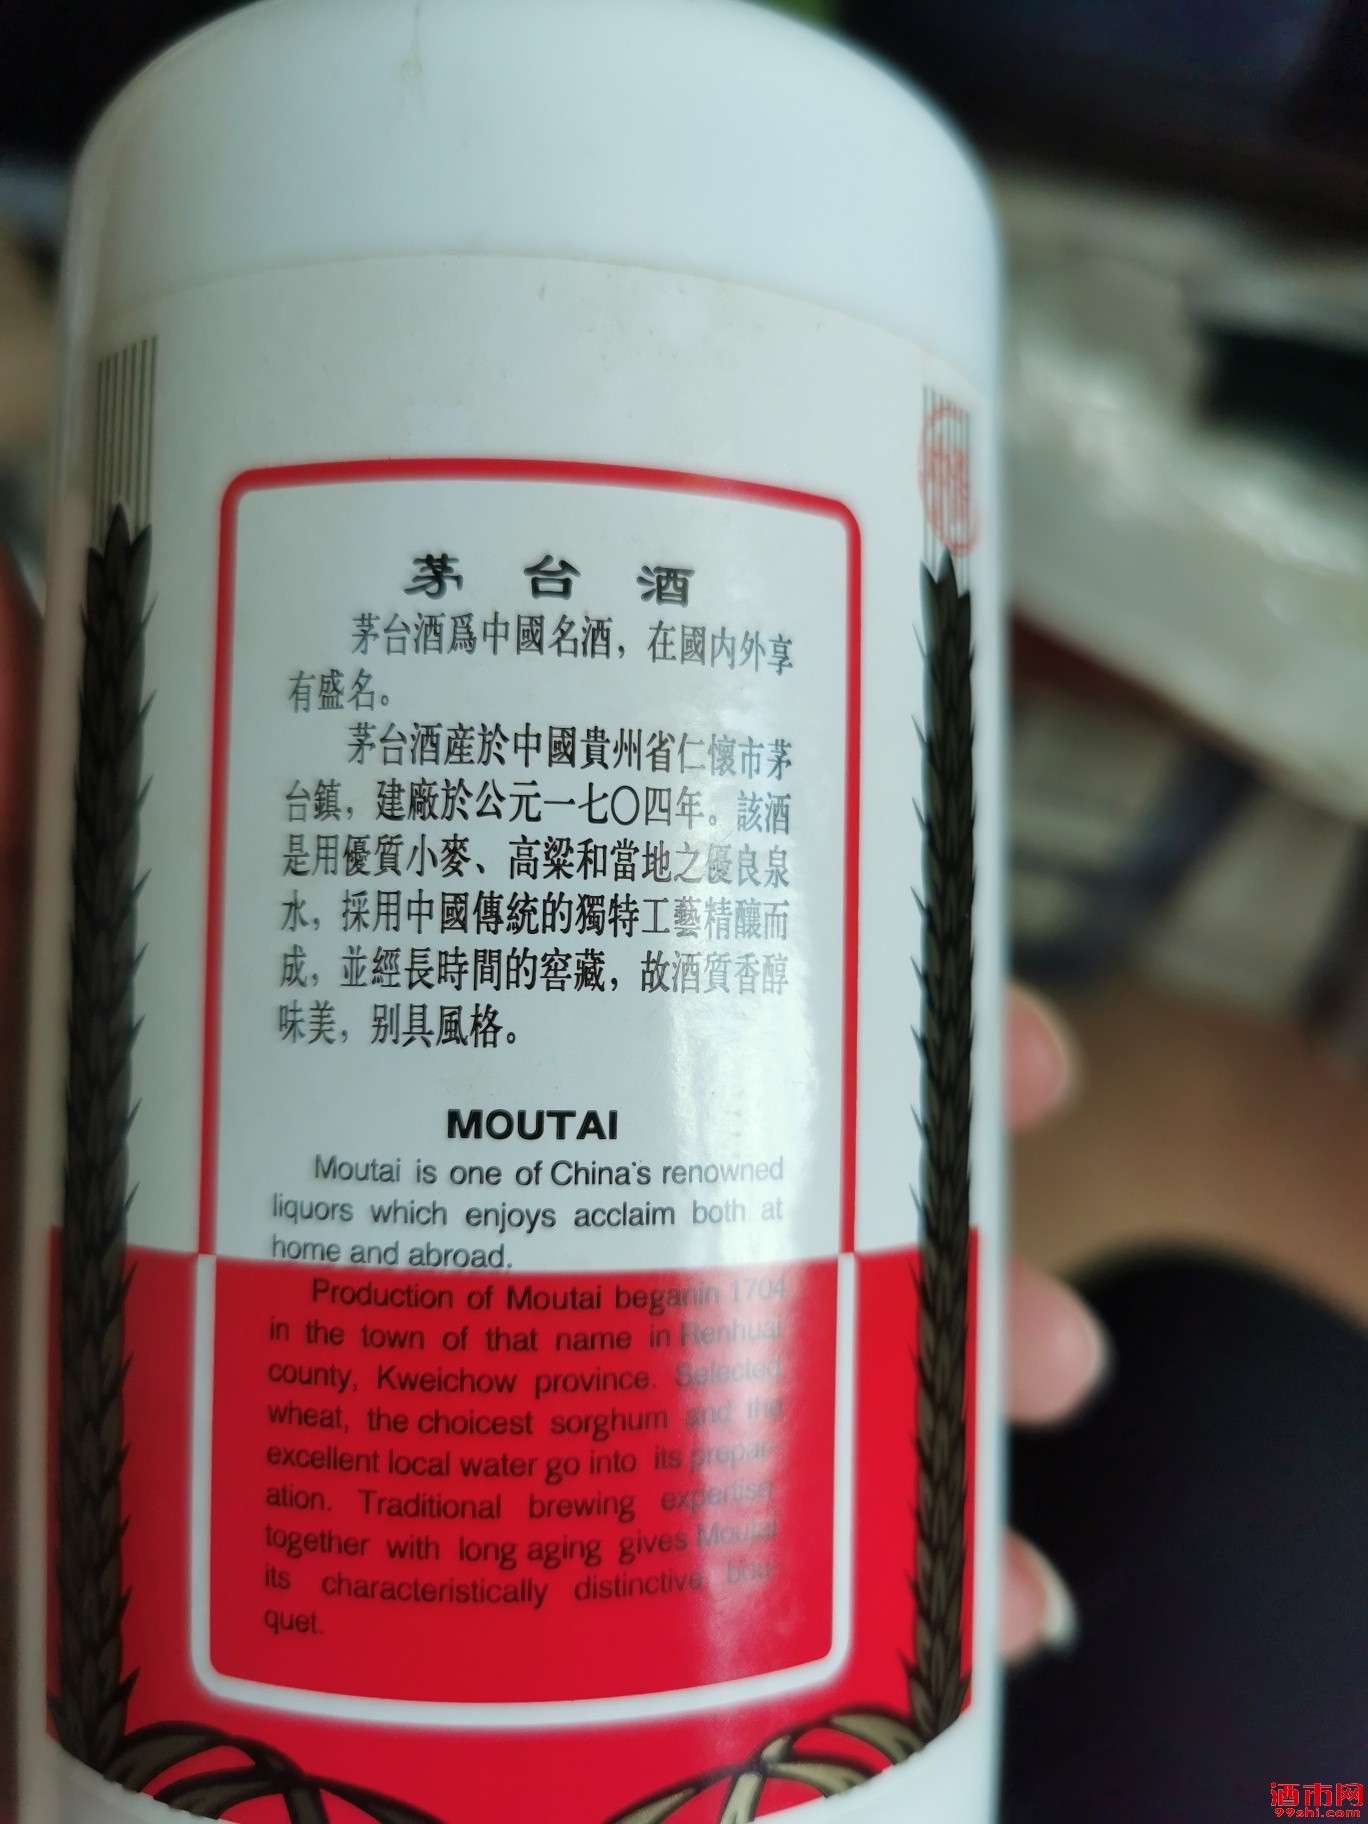 茅台酒
茅台酒爲中國名酒，在國内外享
有盛名。
茅台酒産於中國貴州省仁懷市茅
台鎮，建廠於公元一七〇四年。該酒
是用優質小麥、高粱和當地之優良泉
水，採用中國傳統的獨特工藝精釀而
成，並經長時間的窖藏，故酒質香醇
味美，别具風格。
MOUTAI
Moutai is one of China's renowned
liquors which enjoys acclaim both at
home and abroad.
Production of Moutai beganin 1704
in the town of that name in Renhuai
county, Kweichow province. Selected
wheat, the choicest sorghum and the
excellent local water go into its prepar-
ation. Traditional brewing expertise
together with long aging gives Moutai
its characteristically distinctive bou-
quet.
酒市网
99shi.com